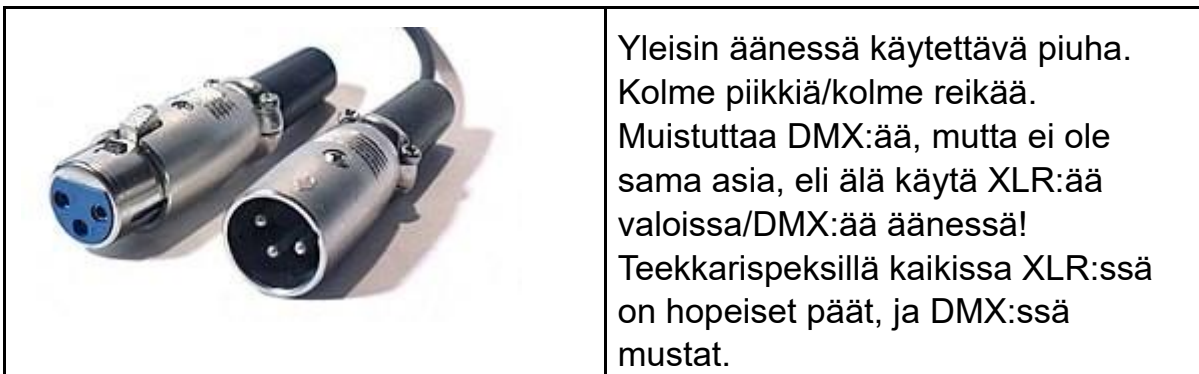 Yleisin äänessä käytettävä piuha.
Kolme piikkiä/kolme reikää.
Muistuttaa DMX:ää, mutta ei ole
sama asia, eli älä käytä XLR:ää
valoissa/DMX:ää äänessä!
Teekkarispeksillä kaikissa XLR:ssä
on hopeiset päät, ja DMX:ssä
mustat.